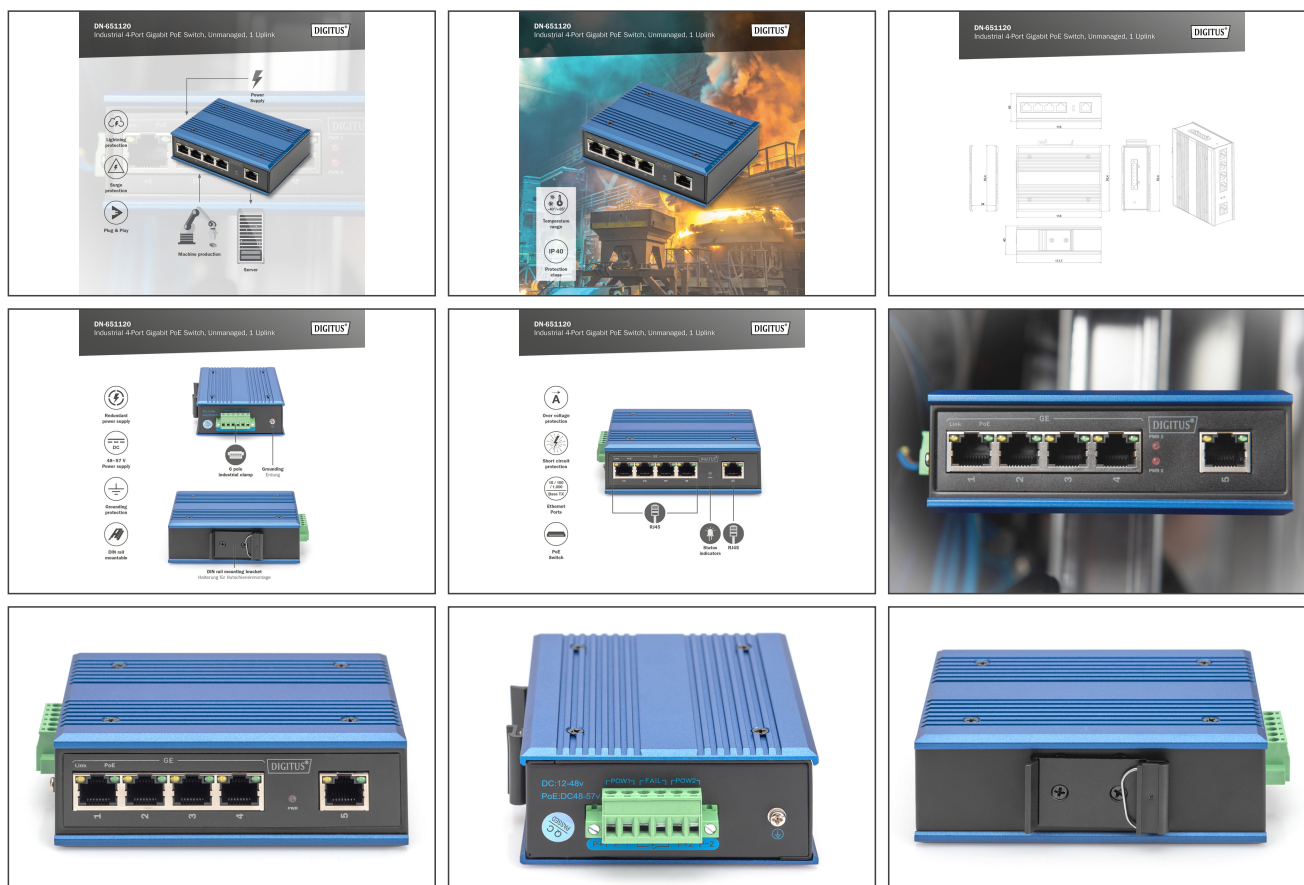 DN-651120
Industrial 4-Port Gigabit PoE Switch, Unmanaged, 1 Uplink
DIGITUS®
Power
Supply
Lightning
protection
Surge
protection
Plug & Play
Machine production
Server
DN-651120
Industrial 4-Port Gigabit PoE Switch, Unmanaged, 1 Uplink
DIGITUS®
Temperature
range
IP 40
Protection
class
DN-651120
Industrial 4-Port Gigabit PoE Switch, Unmanaged, 1 Uplink
DIGITUS®
DN-651120
Industrial 4-Port Gigabit PoE Switch, Unmanaged, 1 Uplink
DIGITUS®
Redundant
power supply
DC
48–57 V
Power supply
Grounding
protection
DIN rail
mountable
6 pole
industrial clamp
Grounding
Erdung
DIN rail mounting bracket
Halterung für Hutschienenmontage
DN-651120
Industrial 4-Port Gigabit PoE Switch, Unmanaged, 1 Uplink
DIGITUS®
A
Over voltage
protection
Short circuit
protection
10 / 100
/ 1,000
Base TX
Ethernet
Ports
PoE
Switch
DIGITUS®
RJ45
Status
indicators
RJ45
Link PoE GE
DIGITUS®
PWR 1
PWR 2
1 2 3 4 5
Link PoE GE
DIGITUS®
PWR
1 2 3 4 5
DC:12-48v
PoE:DC48-57v
POW1 FAIL POW2
QC
PASSED